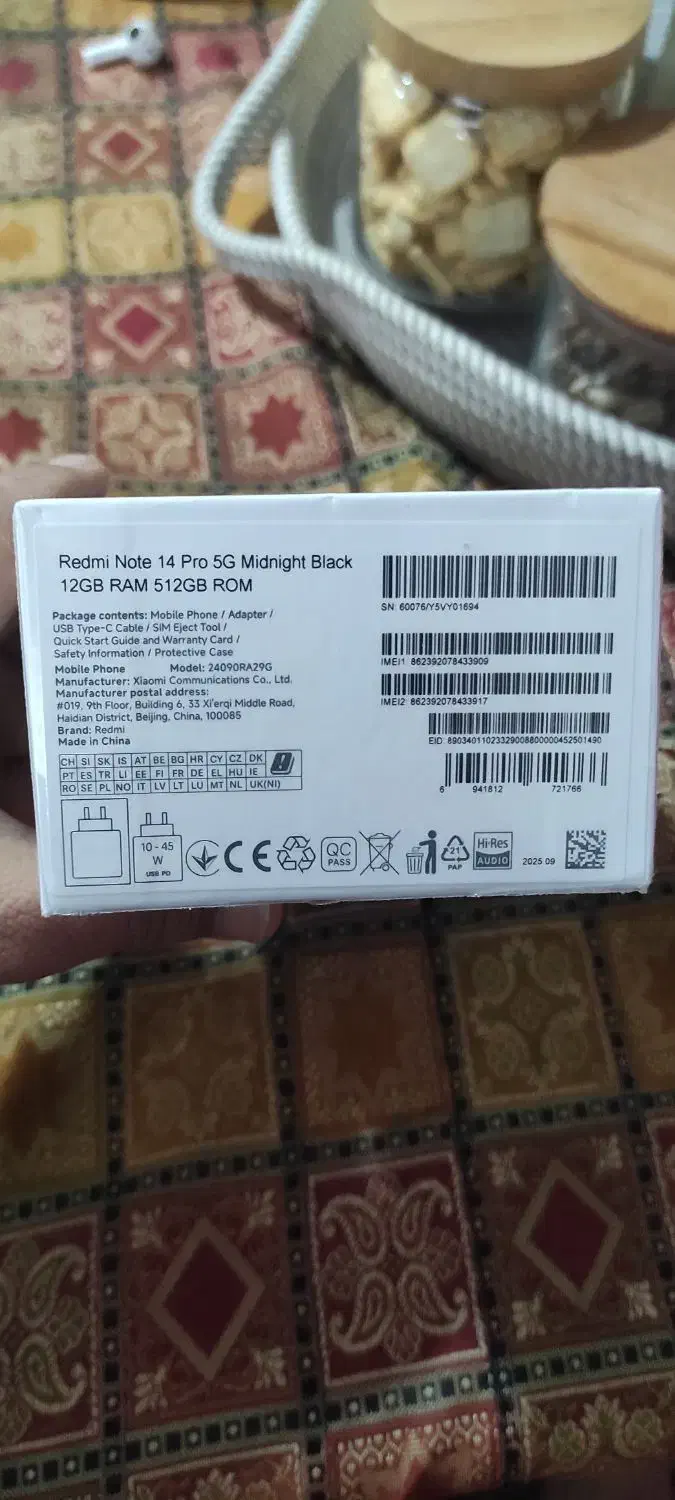 Redmi Note 14 Pro 5G Midnight Black
12GB RAM 512GB ROM
Package contents: Mobile Phone / Adapter /
USB Type-C Cable / SIM Eject Tool /
Quick Start Guide and Warranty Card /
Safety Information / Protective Case
Mobile Phone Model: 24090RA29G
Manufacturer: Xiaomi Communications Co., Ltd.
Manufacturer postal address:
#019, 9th Floor, Building 6, 33 Xi'erqi Middle Road,
Haidian District, Beijing, China, 100085
Brand: Redmi
Made in China
CH SI SK IS AT BE BG HR CY CZ DK
PT ES TR LI EE FI FR DE EL HU IE
RO SE PL NO IT LV LT LU MT NL UK(NI)
10 - 45
W
USB PD
CE
QC
PASS
21
PAP
Hi-Res
AUDIO
2025 09
SN: 60076/Y5VY01694
IMEI1: 862392078433909
IMEI2: 862392078433917
EID: 89034011023329008800000452501490
6 941812 721766